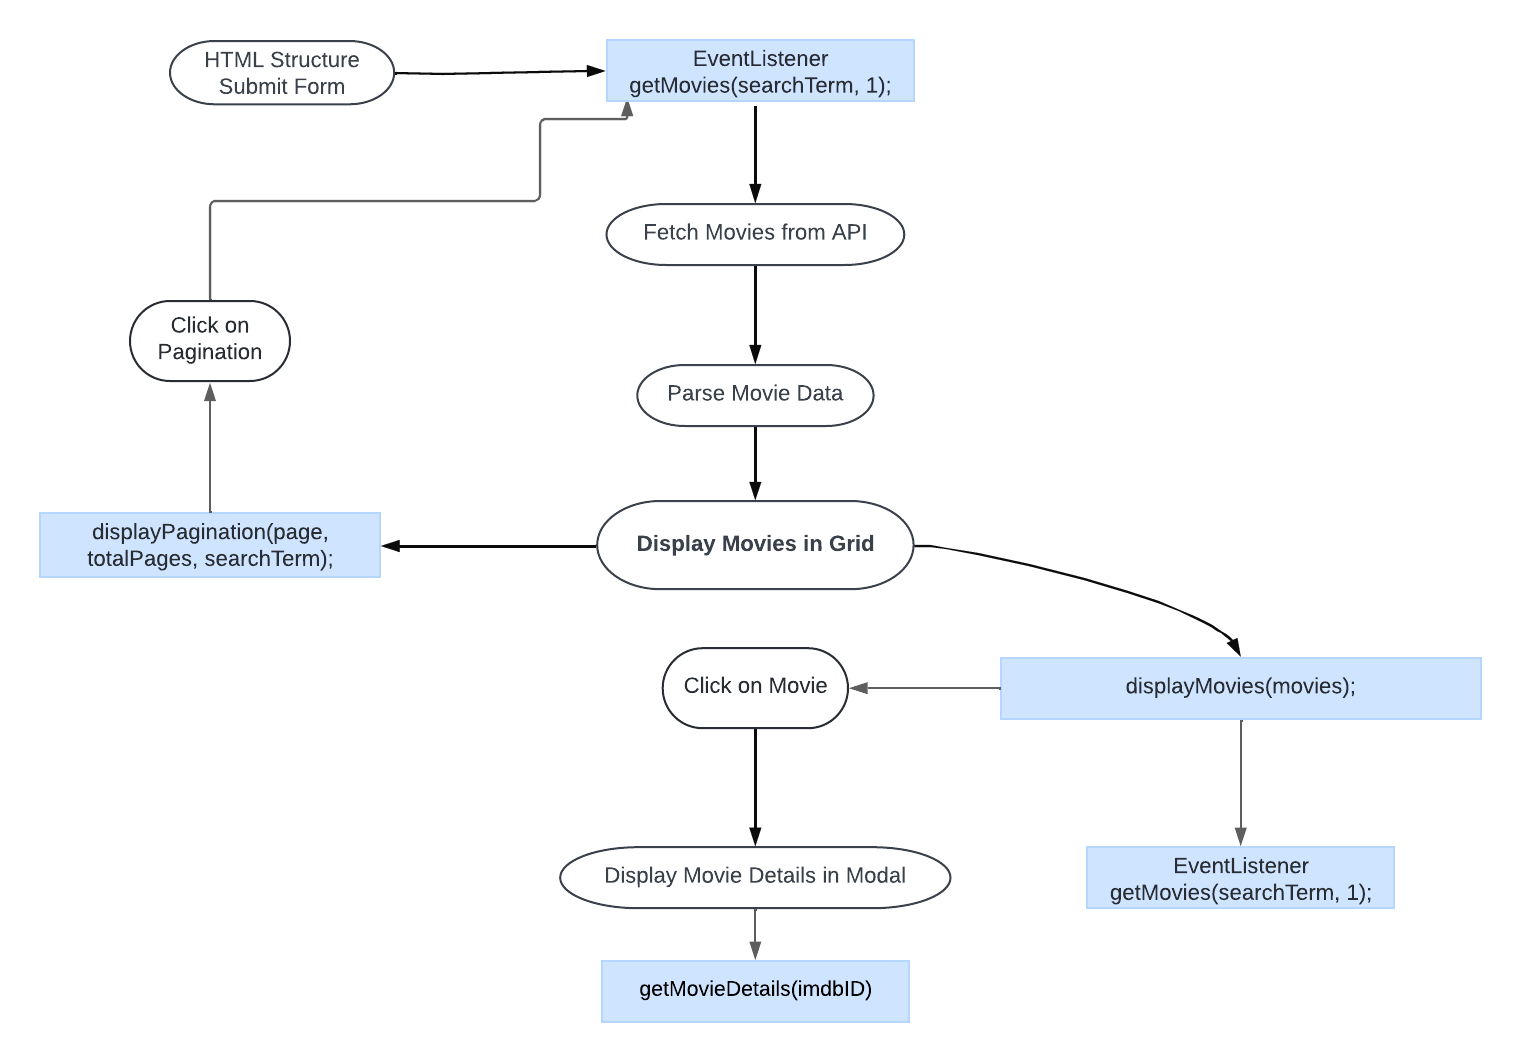 HTML Structure
Submit Form
EventListener
getMovies(searchTerm, 1);
Fetch Movies from API
Click on
Pagination
Parse Movie Data
displayPagination(page,
totalPages, searchTerm);
Display Movies in Grid
Click on Movie
displayMovies(movies);
Display Movie Details in Modal
EventListener
getMovies(searchTerm, 1);
getMovieDetails(imdbID)